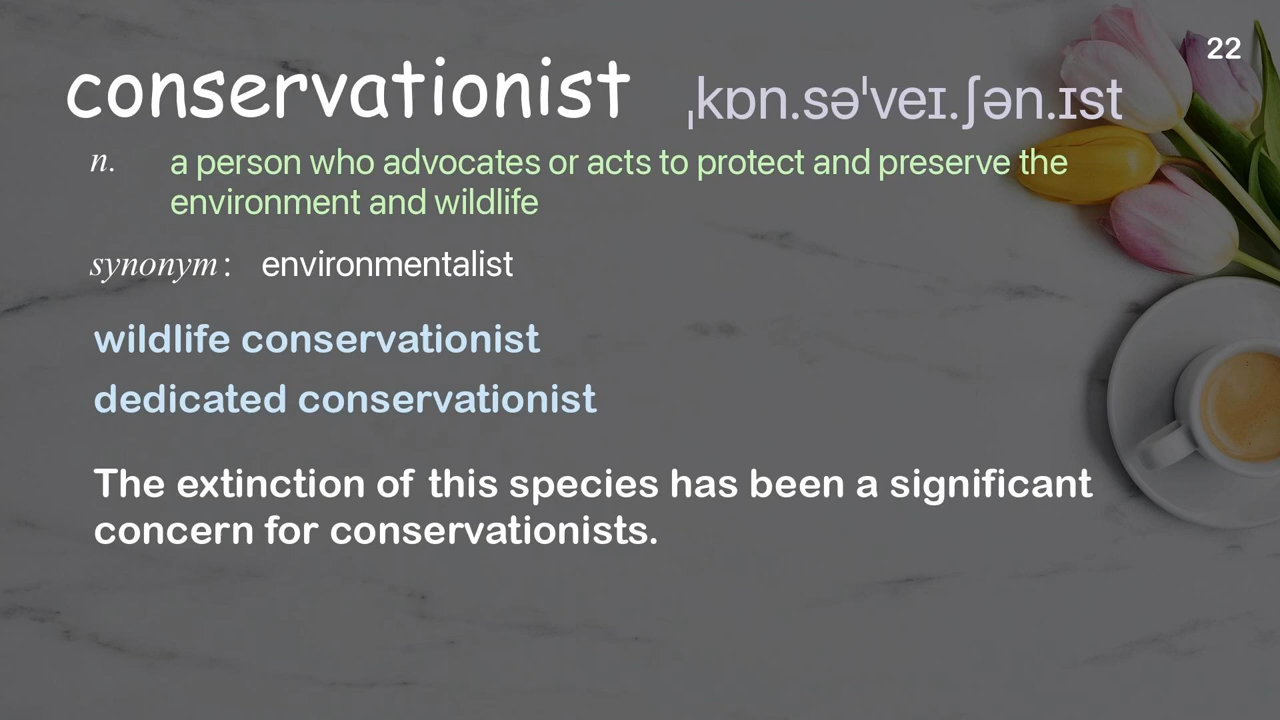 22
conservationist ˌkɒn.səˈveɪ.ʃən.ɪst
n. a person who advocates or acts to protect and preserve the
environment and wildlife
synonym: environmentalist
wildlife conservationist
dedicated conservationist
The extinction of this species has been a significant
concern for conservationists.